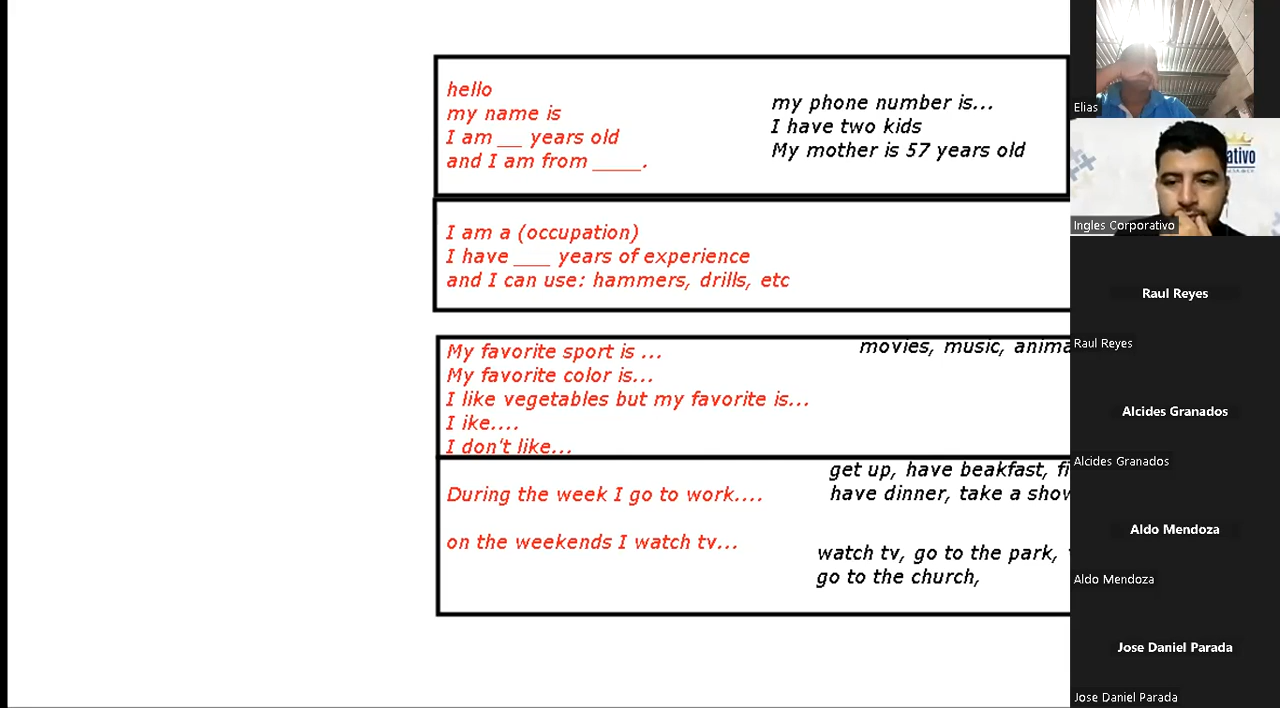 hello
my name is
I am __ years old
and I am from ____.
my phone number is...
I have two kids
My mother is 57 years old
I am a (occupation)
I have ___ years of experience
and I can use: hammers, drills, etc
My favorite sport is ...
My favorite color is...
I like vegetables but my favorite is...
I ike....
I don't like...
movies, music, anima
During the week I go to work....
on the weekends I watch tv...
get up, have beakfast, fi
have dinner, take a show
watch tv, go to the park,
go to the church,
Elias
ativo
Ingles Corporativo
Raul Reyes
Raul Reyes
Alcides Granados
Alcides Granados
Aldo Mendoza
Aldo Mendoza
Jose Daniel Parada
Jose Daniel Parada